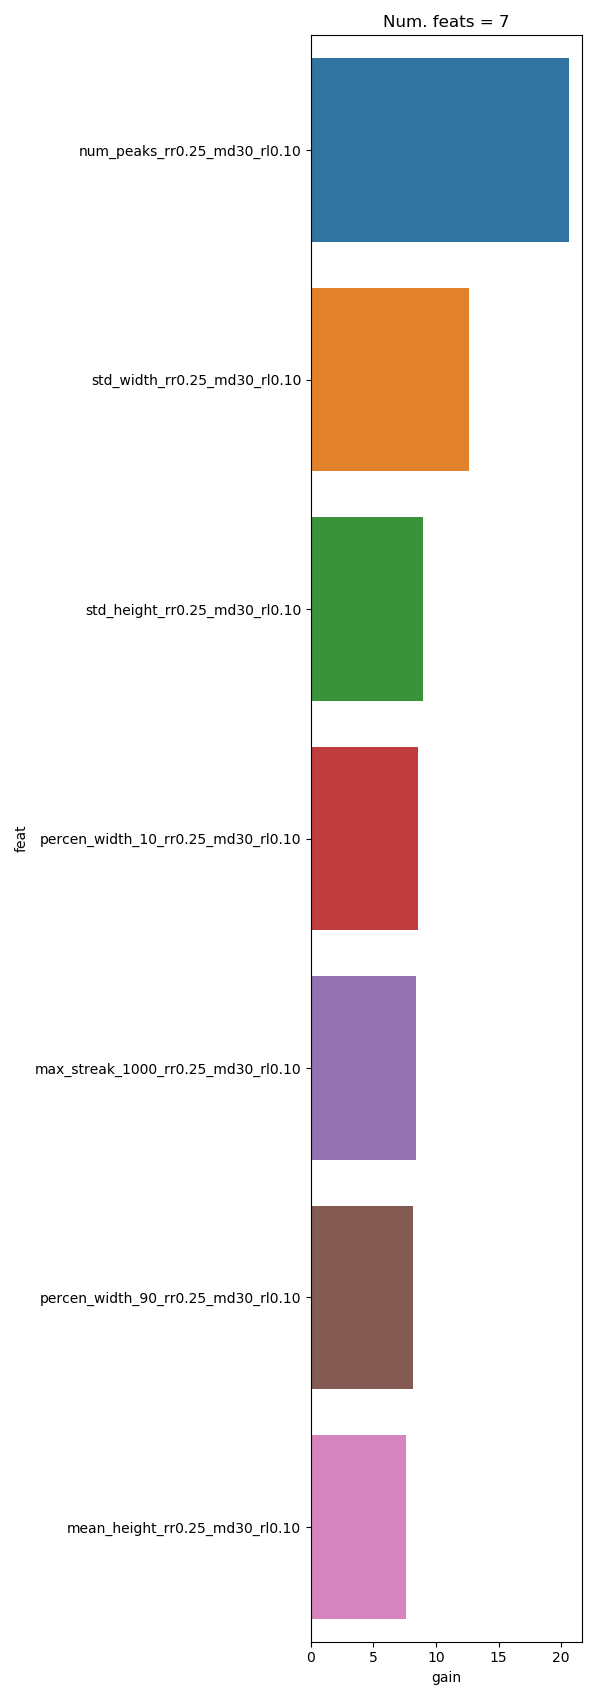 Num. feats = 7
num_peaks_rr0.25_md30_rl0.10
std_width_rr0.25_md30_rl0.10
std_height_rr0.25_md30_rl0.10
percen_width_10_rr0.25_md30_rl0.10
feat
max_streak_1000_rr0.25_md30_rl0.10
percen_width_90_rr0.25_md30_rl0.10
mean_height_rr0.25_md30_rl0.10
0 5 10 15 20
gain